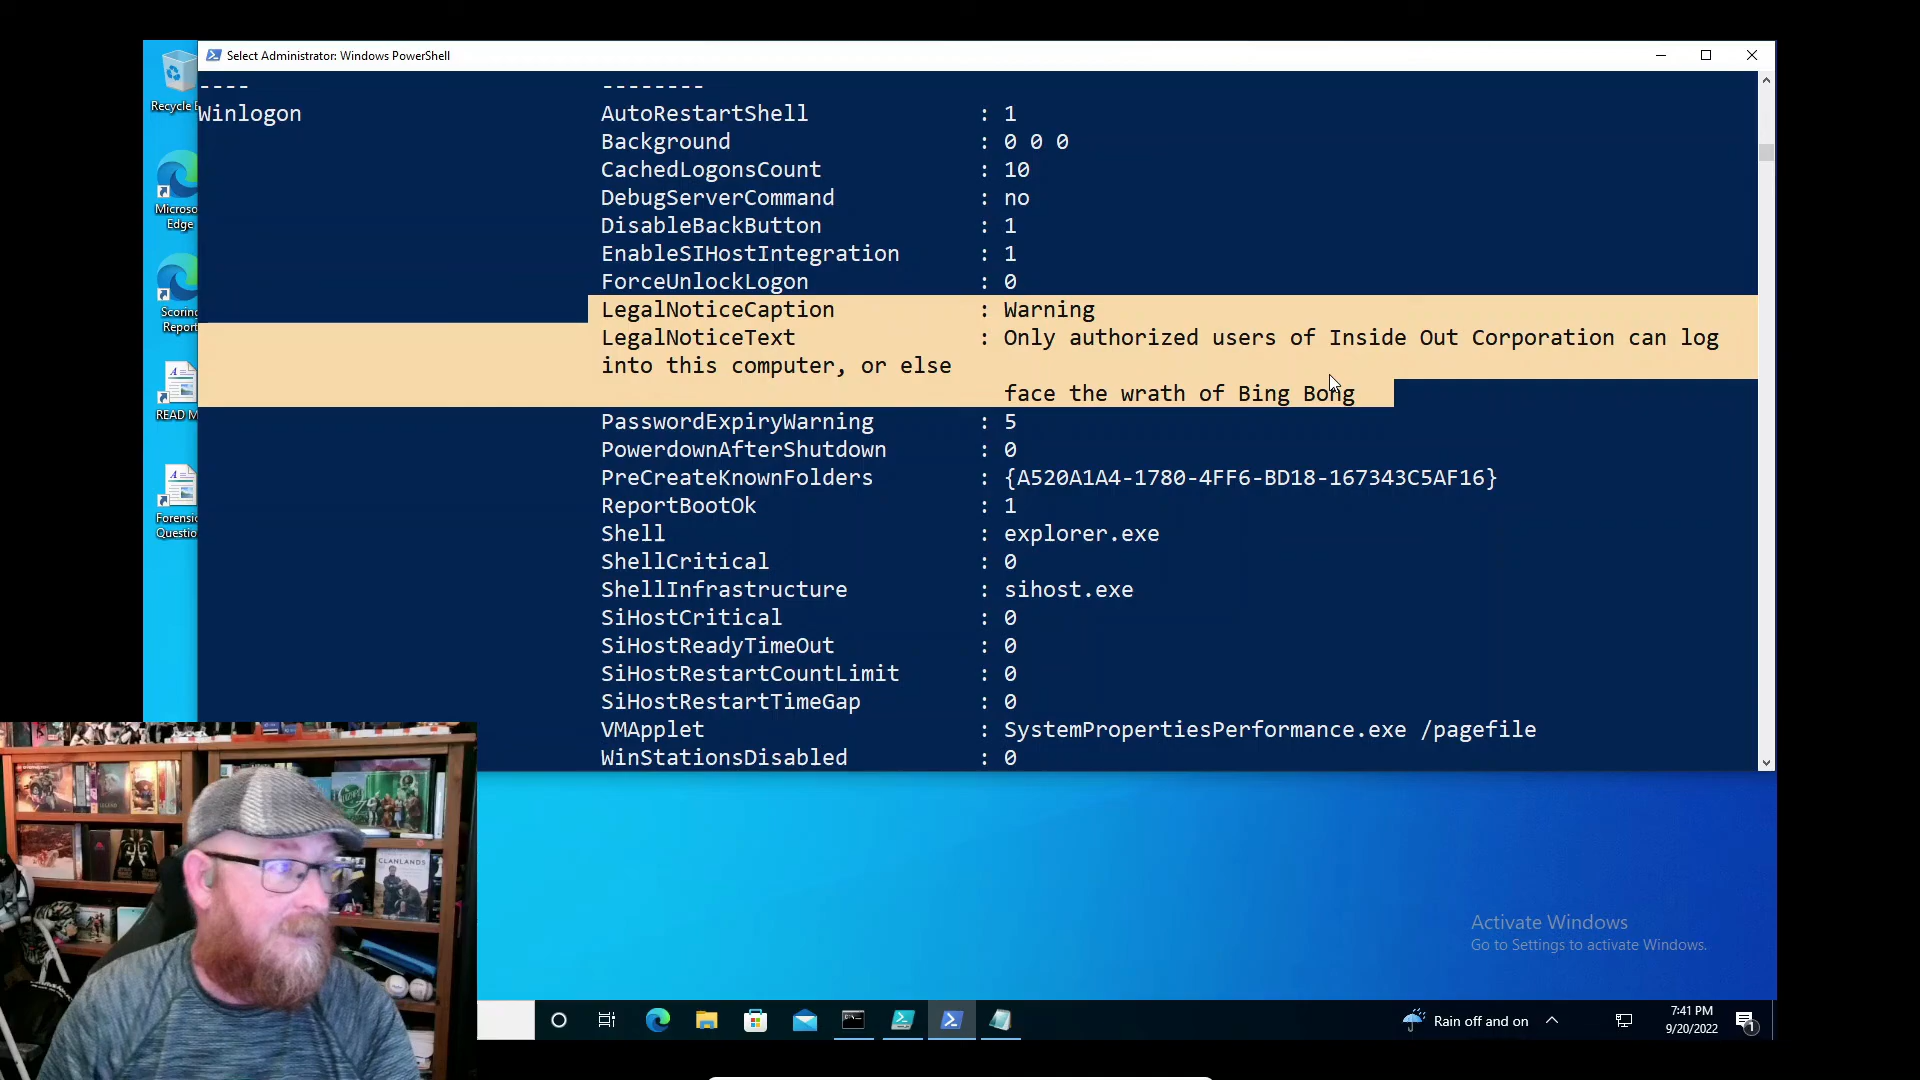 Select Administrator: Windows PowerShell
---- --------
Winlogon AutoRestartShell : 1
Background : 0 0 0
CachedLogonsCount : 10
DebugServerCommand : no
DisableBackButton : 1
EnableSIHostIntegration : 1
ForceUnlockLogon : 0
LegalNoticeCaption : Warning
LegalNoticeText : Only authorized users of Inside Out Corporation can log
into this computer, or else
face the wrath of Bing Bong
PasswordExpiryWarning : 5
PowerdownAfterShutdown : 0
PreCreateKnownFolders : {A520A1A4-1780-4FF6-BD18-167343C5AF16}
ReportBootOk : 1
Shell : explorer.exe
ShellCritical : 0
ShellInfrastructure : sihost.exe
SiHostCritical : 0
SiHostReadyTimeOut : 0
SiHostRestartCountLimit : 0
SiHostRestartTimeGap : 0
VMApplet : SystemPropertiesPerformance.exe /pagefile
WinStationsDisabled : 0
Recycle
Edge
READ M
CLANLANDS
Activate Windows
Go to Settings to activate Windows.
Rain off and on
7:41 PM
9/20/2022
1